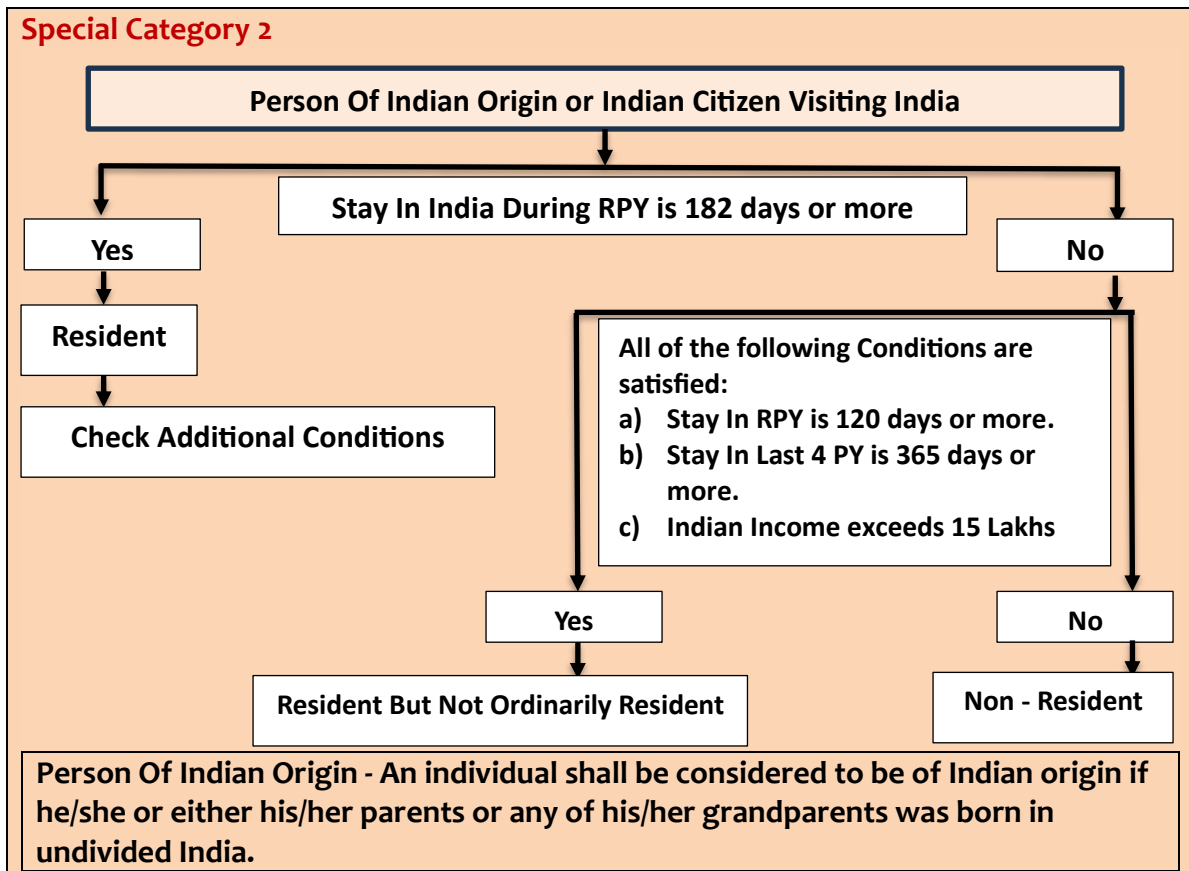 Special Category 2
Person Of Indian Origin or Indian Citizen Visiting India
Stay In India During RPY is 182 days or more
Yes
No
Resident
All of the following Conditions are
satisfied:
a) Stay In RPY is 120 days or more.
b) Stay In Last 4 PY is 365 days or
more.
c) Indian Income exceeds 15 Lakhs
Check Additional Conditions
Yes
No
Resident But Not Ordinarily Resident
Non - Resident
Person Of Indian Origin - An individual shall be considered to be of Indian origin if
he/she or either his/her parents or any of his/her grandparents was born in
undivided India.